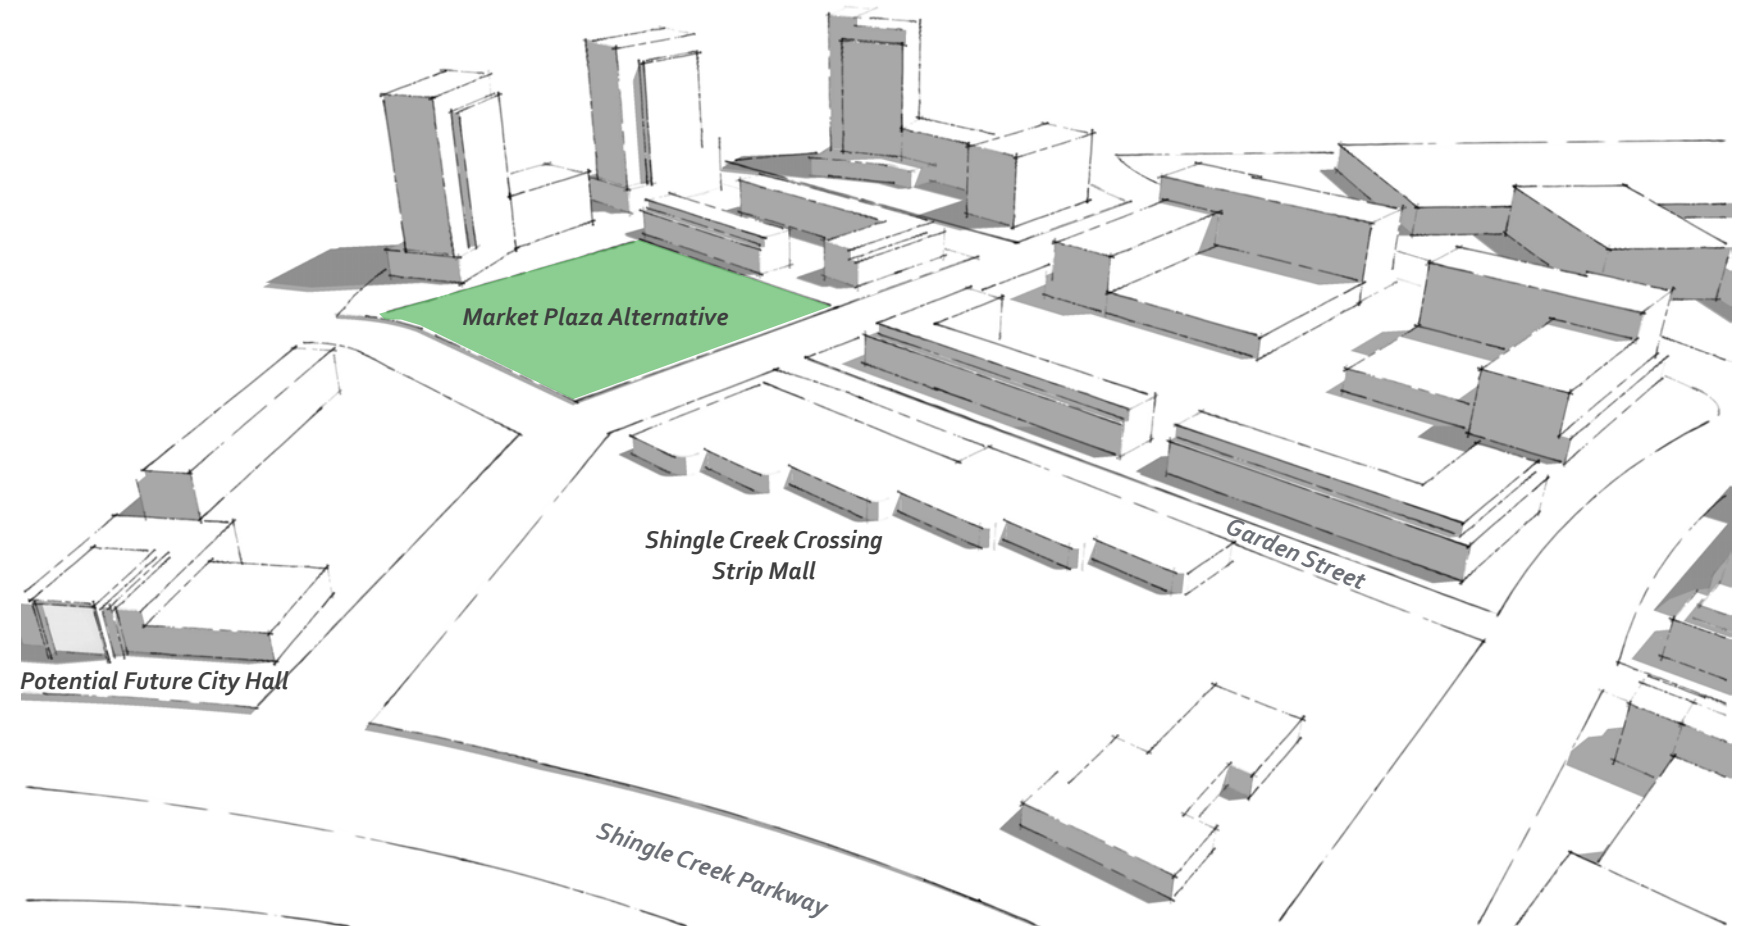 Market Plaza Alternative
Shingle Creek Crossing
Strip Mall
Garden Street
Potential Future City Hall
Shingle Creek Parkway